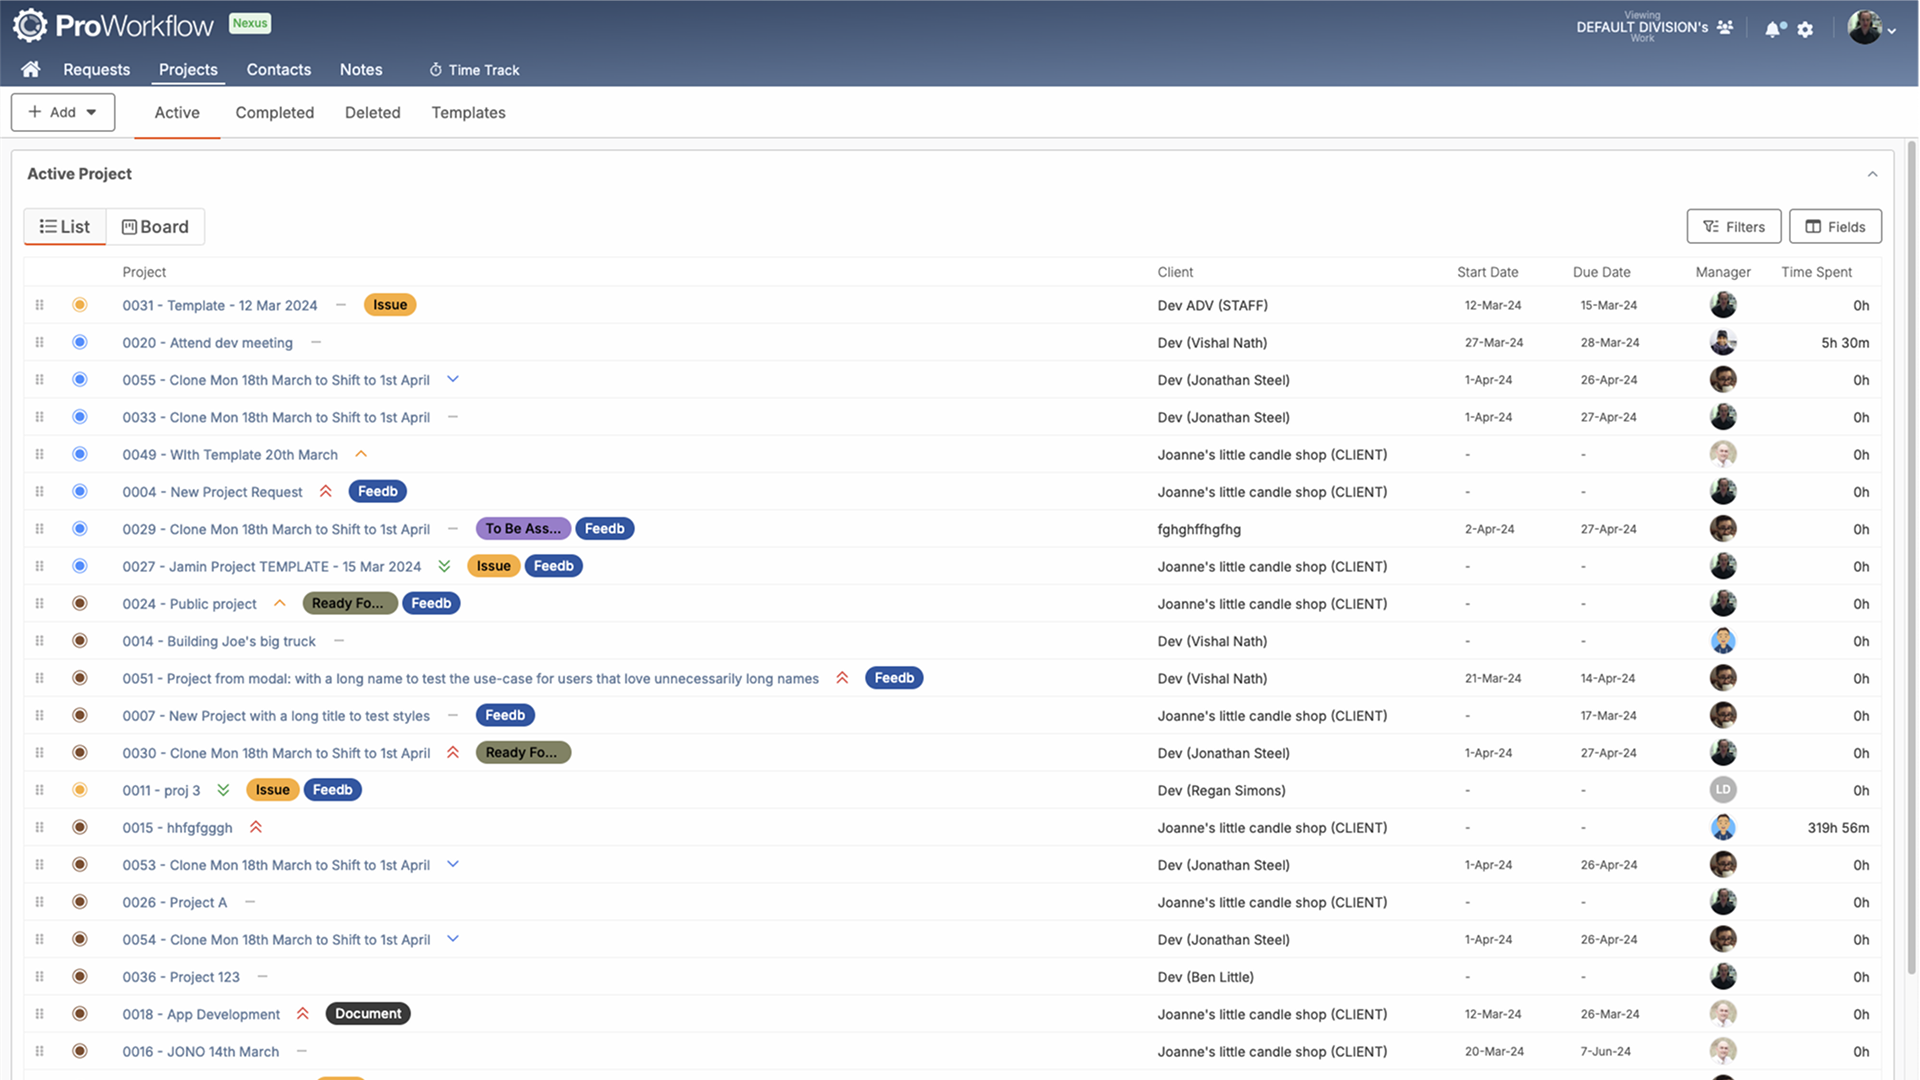 ProWorkflow Nexus
Viewing
DEFAULT DIVISION's
Work
Requests Projects Contacts Notes Time Track
+ Add Active Completed Deleted Templates
Active Project
List Board Filters Fields
Project Client Start Date Due Date Manager Time Spent
0031 - Template - 12 Mar 2024 Issue Dev ADV (STAFF) 12-Mar-24 15-Mar-24 0h
0020 - Attend dev meeting Dev (Vishal Nath) 27-Mar-24 28-Mar-24 5h 30m
0055 - Clone Mon 18th March to Shift to 1st April Dev (Jonathan Steel) 1-Apr-24 26-Apr-24 0h
0033 - Clone Mon 18th March to Shift to 1st April Dev (Jonathan Steel) 1-Apr-24 27-Apr-24 0h
0049 - WIth Template 20th March Joanne's little candle shop (CLIENT) - - 0h
0004 - New Project Request Feedb Joanne's little candle shop (CLIENT) - - 0h
0029 - Clone Mon 18th March to Shift to 1st April To Be Ass... Feedb fghghffhgfhg 2-Apr-24 27-Apr-24 0h
0027 - Jamin Project TEMPLATE - 15 Mar 2024 Issue Feedb Joanne's little candle shop (CLIENT) - - 0h
0024 - Public project Ready Fo... Feedb Joanne's little candle shop (CLIENT) - - 0h
0014 - Building Joe's big truck Dev (Vishal Nath) - - 0h
0051 - Project from modal: with a long name to test the use-case for users that love unnecessarily long names Feedb Dev (Vishal Nath) 21-Mar-24 14-Apr-24 0h
0007 - New Project with a long title to test styles Feedb Joanne's little candle shop (CLIENT) - 17-Mar-24 0h
0030 - Clone Mon 18th March to Shift to 1st April Ready Fo... Dev (Jonathan Steel) 1-Apr-24 27-Apr-24 0h
0011 - proj 3 Issue Feedb Dev (Regan Simons) - - LD 0h
0015 - hhfgfgggh Joanne's little candle shop (CLIENT) - - 319h 56m
0053 - Clone Mon 18th March to Shift to 1st April Dev (Jonathan Steel) 1-Apr-24 26-Apr-24 0h
0026 - Project A Joanne's little candle shop (CLIENT) - - 0h
0054 - Clone Mon 18th March to Shift to 1st April Dev (Jonathan Steel) 1-Apr-24 26-Apr-24 0h
0036 - Project 123 Dev (Ben Little) - - 0h
0018 - App Development Document Joanne's little candle shop (CLIENT) 12-Mar-24 26-Mar-24 0h
0016 - JONO 14th March Joanne's little candle shop (CLIENT) 20-Mar-24 7-Jun-24 0h